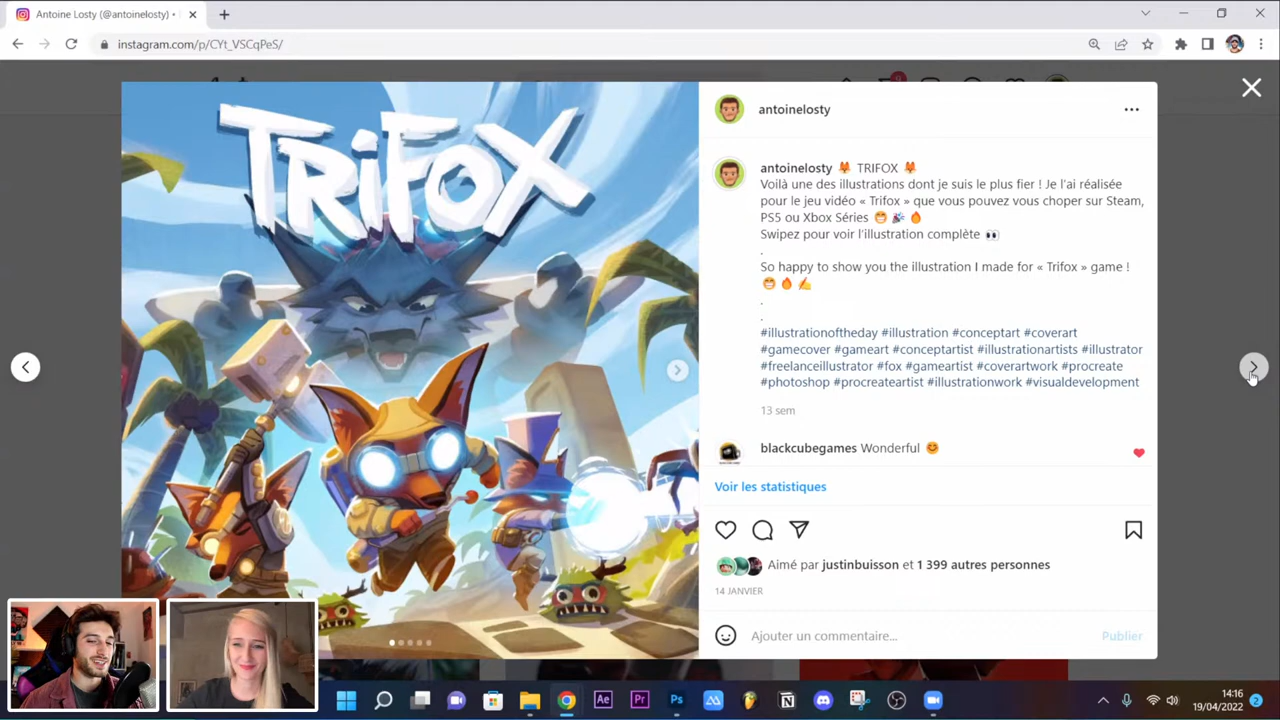 Antoine Losty (@antoinelosty) •
instagram.com/p/CYt_VSCqPeS/
TRIFOX
antoinelosty
antoinelosty 🦊 TRIFOX 🦊
Voilà une des illustrations dont je suis le plus fier ! Je l'ai réalisée
pour le jeu vidéo « Trifox » que vous pouvez vous choper sur Steam,
PS5 ou Xbox Séries 😁 🎉 🔥
Swipez pour voir l'illustration complète 👀
.
So happy to show you the illustration I made for « Trifox » game !
😁 🔥 ✍️
.
.
#illustrationoftheday #illustration #conceptart #coverart
#gamecover #gameart #conceptartist #illustrationartists #illustrator
#freelanceillustrator #fox #gameartist #coverartwork #procreate
#photoshop #procreateartist #illustrationwork #visualdevelopment
13 sem
blackcubegames Wonderful 😊
Voir les statistiques
Aimé par justinbuisson et 1 399 autres personnes
14 JANVIER
Ajouter un commentaire...
Publier
Ae
Pr
Ps
14:16
19/04/2022
2